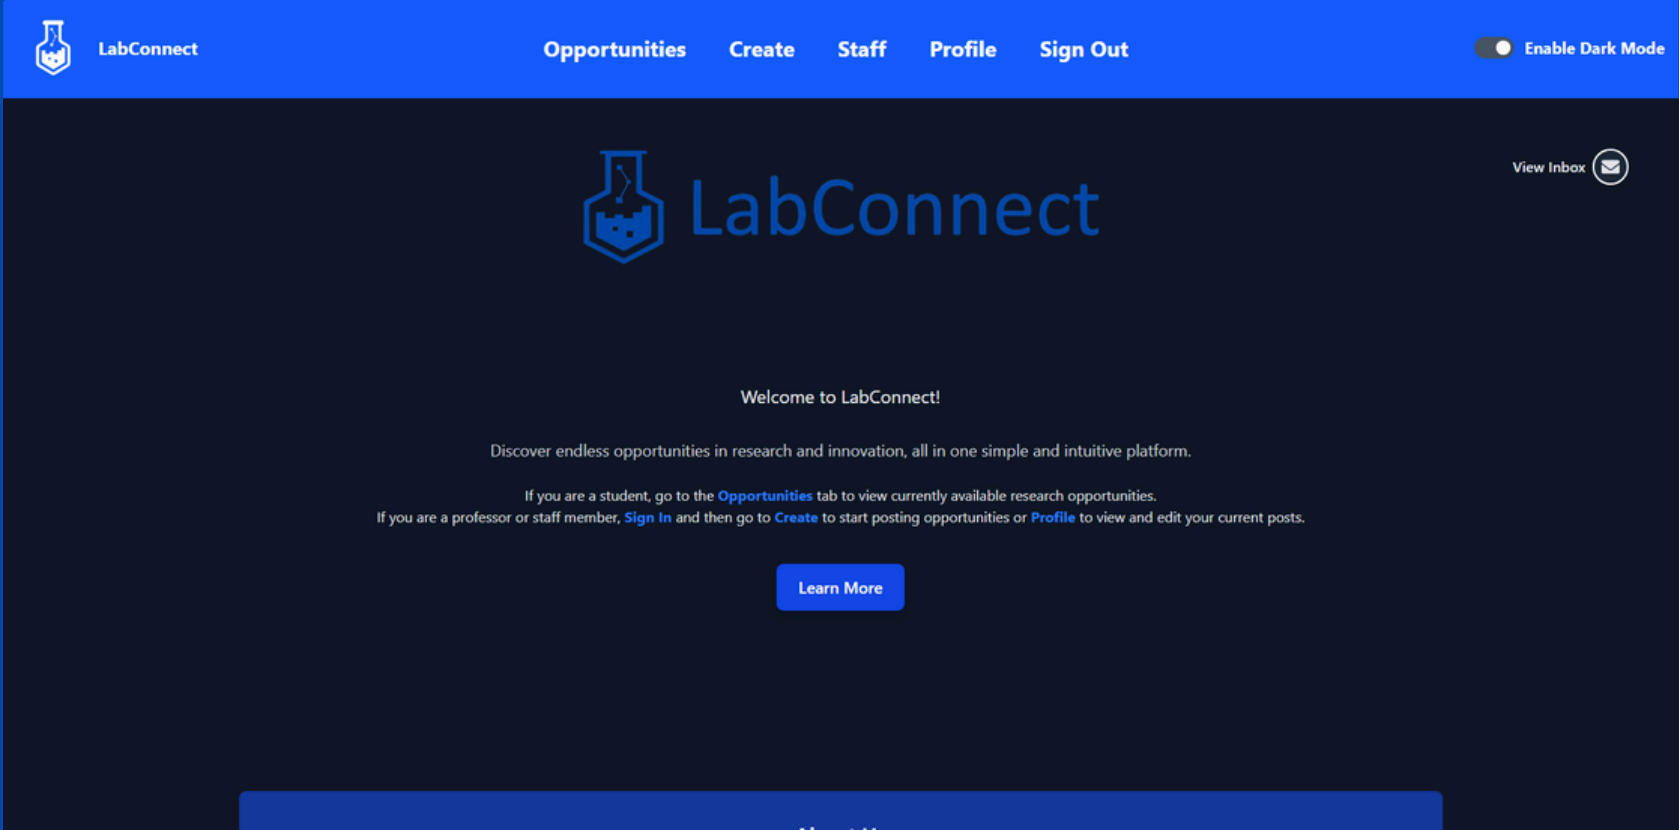 LabConnect
Opportunities Create Staff Profile Sign Out
Enable Dark Mode
View Inbox
LabConnect
Welcome to LabConnect!
Discover endless opportunities in research and innovation, all in one simple and intuitive platform.
If you are a student, go to the Opportunities tab to view currently available research opportunities.
If you are a professor or staff member, Sign In and then go to Create to start posting opportunities or Profile to view and edit your current posts.
Learn More